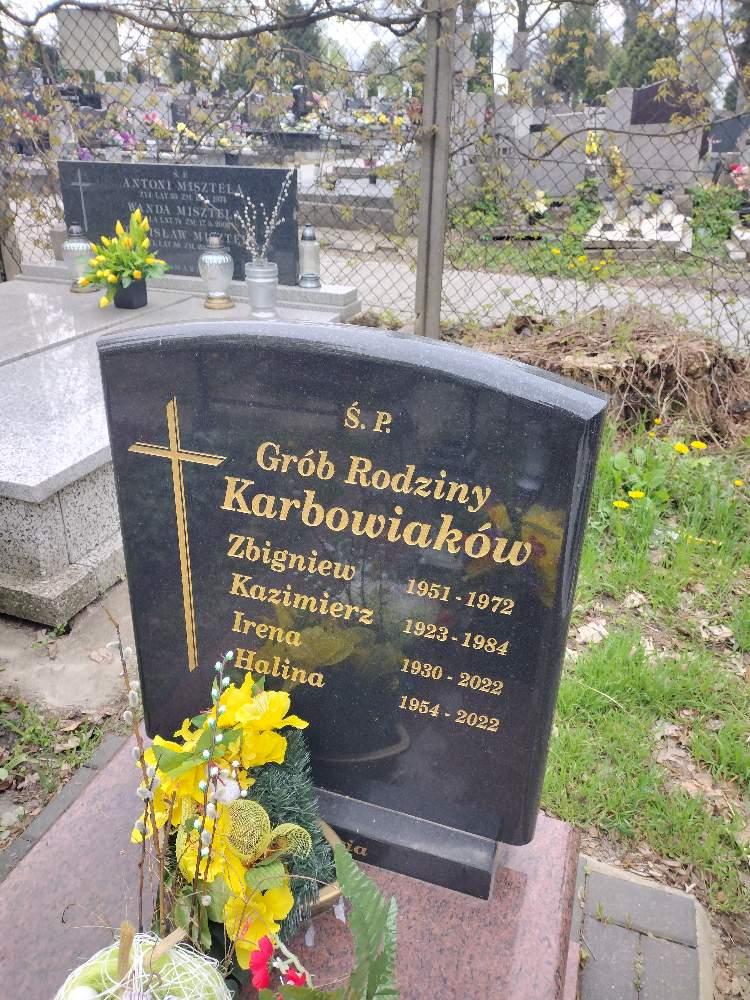 Ś. P.
ANTONI MISZTELA
WANDA MISZTELA
Ś. P.
Grób Rodziny
Karbowiaków
Zbigniew 1951 - 1972
Kazimierz 1923 - 1984
Irena 1930 - 2022
Halina 1954 - 2022